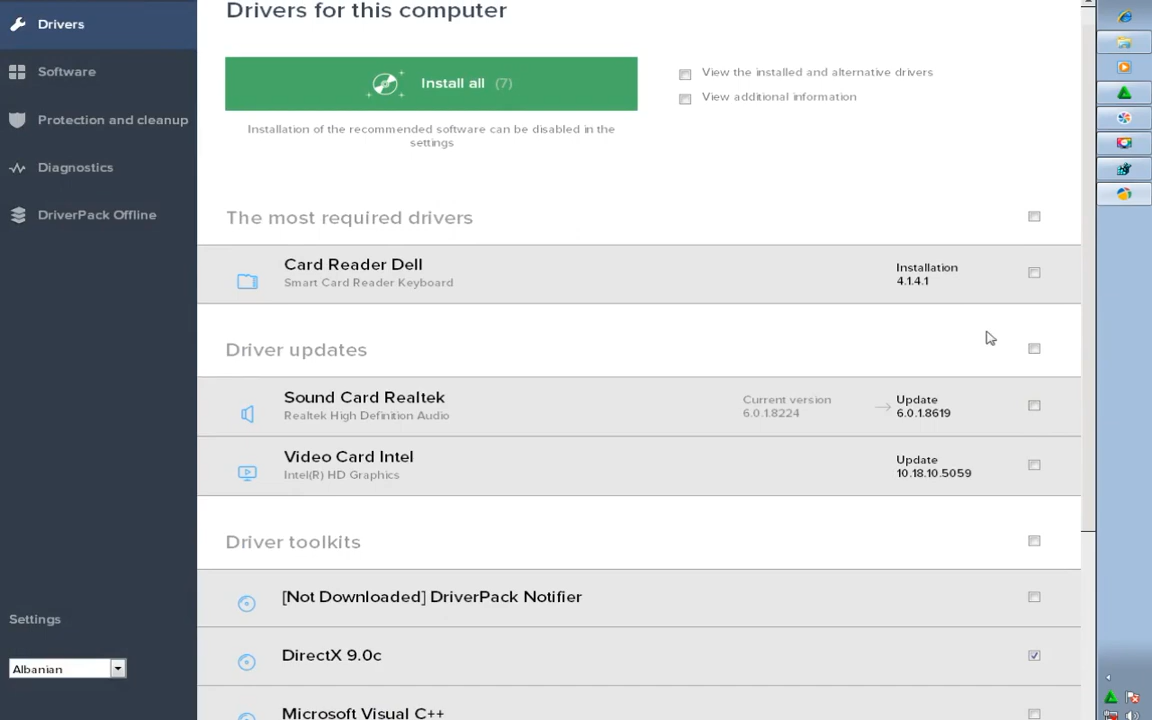 Drivers
Software
Protection and cleanup
Diagnostics
DriverPack Offline
Settings
Albanian
Drivers for this computer
Install all (7)
Installation of the recommended software can be disabled in the
settings
View the installed and alternative drivers
View additional information
The most required drivers
Card Reader Dell
Smart Card Reader Keyboard
Installation
4.1.4.1
Driver updates
Sound Card Realtek
Realtek High Definition Audio
Current version
6.0.1.8224
Update
6.0.1.8619
Video Card Intel
Intel(R) HD Graphics
Update
10.18.10.5059
Driver toolkits
[Not Downloaded] DriverPack Notifier
DirectX 9.0c
Microsoft Visual C++